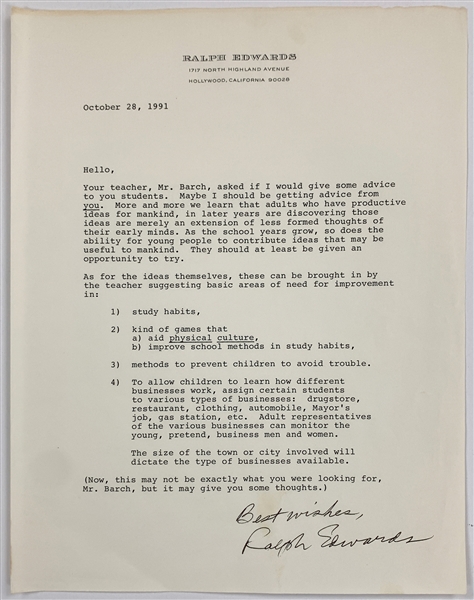 RALPH EDWARDS
1717 NORTH HIGHLAND AVENUE
HOLLYWOOD, CALIFORNIA 90028
October 28, 1991
Hello,
Your teacher, Mr. Barch, asked if I would give some advice
to you students. Maybe I should be getting advice from
you. More and more we learn that adults who have productive
ideas for mankind, in later years are discovering those
ideas are merely an extension of less formed thoughts of
their early minds. As the school years grow, so does the
ability for young people to contribute ideas that may be
useful to mankind. They should at least be given an
opportunity to try.
As for the ideas themselves, these can be brought in by
the teacher suggesting basic areas of need for improvement
in:
1) study habits,
2) kind of games that
a) aid physical culture,
b) improve school methods in study habits,
3) methods to prevent children to avoid trouble.
4) To allow children to learn how different
businesses work, assign certain students
to various types of businesses: drugstore,
restaurant, clothing, automobile, Mayor's
job, gas station, etc. Adult representatives
of the various businesses can monitor the
young, pretend, business men and women.
The size of the town or city involved will
dictate the type of businesses available.
(Now, this may not be exactly what you were looking for,
Mr. Barch, but it may give you some thoughts.)
Best wishes,
Ralph Edwards